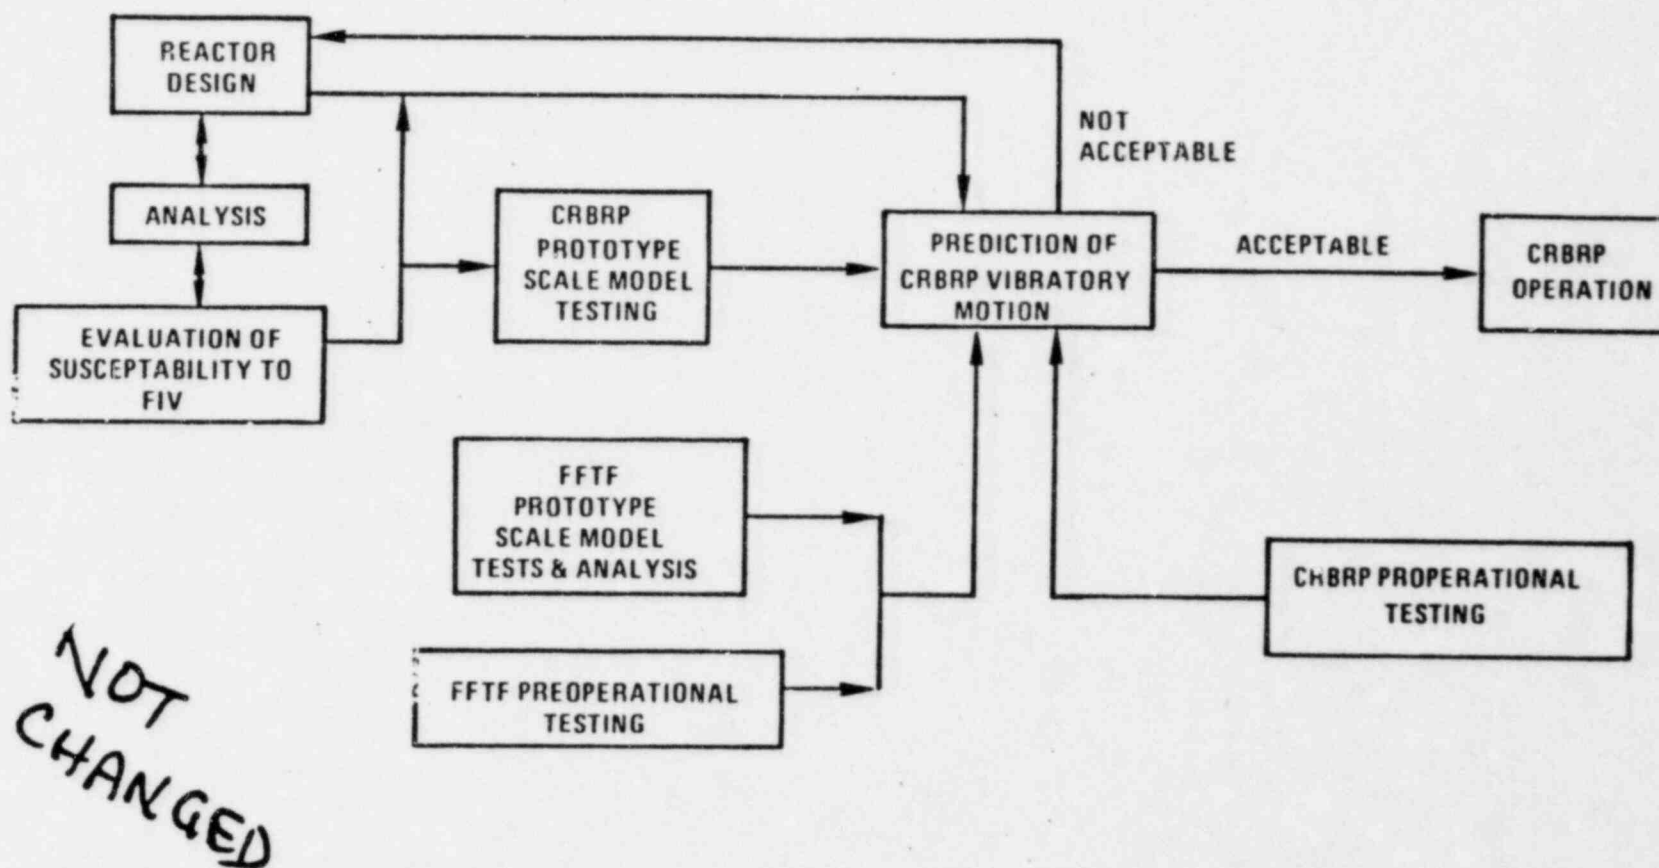 REACTOR
DESIGN
NOT
ACCEPTABLE
ANALYSIS
CRBRP
PROTOTYPE
SCALE MODEL
TESTING
PREDICTION OF
CRBRP VIBRATORY
MOTION
ACCEPTABLE
CRBRP
OPERATION
EVALUATION OF
SUSCEPTABILITY TO
FIV
FFTF
PROTOTYPE
SCALE MODEL
TESTS & ANALYSIS
CRBRP PROPERATIONAL
TESTING
FFTF PREOPERATIONAL
TESTING
NOT
CHANGED